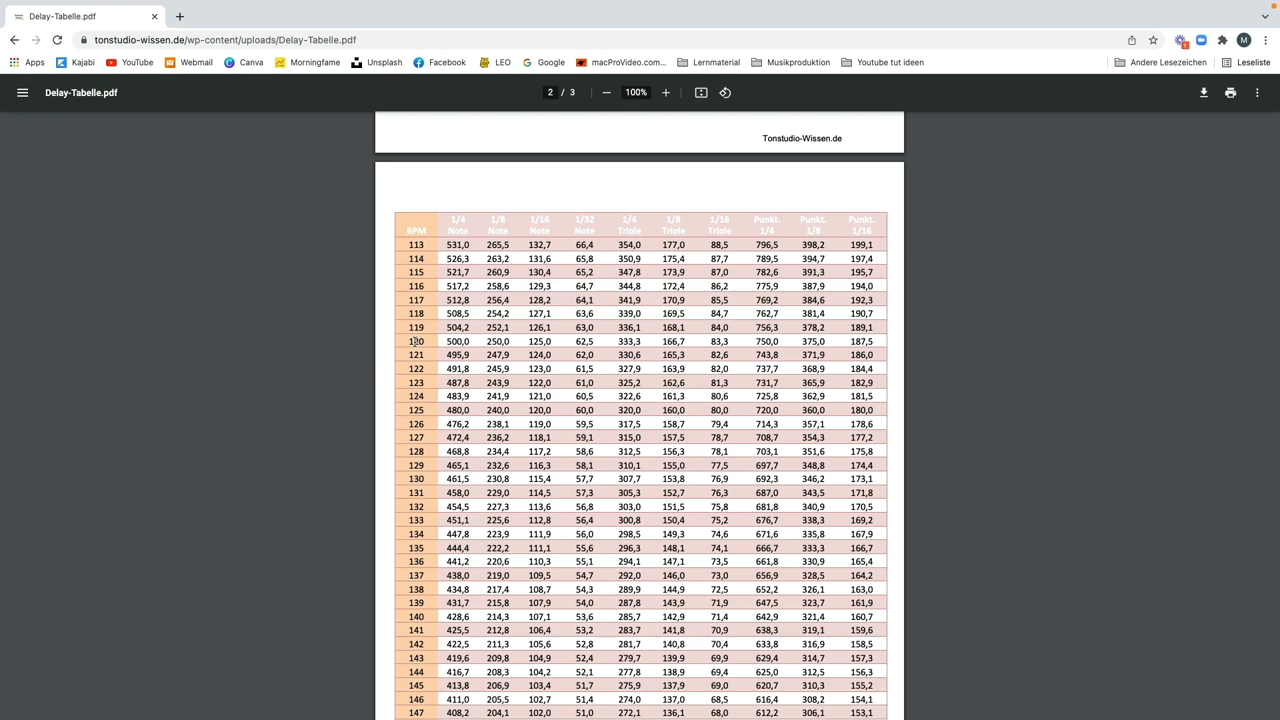 Delay-Tabelle.pdf
tonstudio-wissen.de/wp-content/uploads/Delay-Tabelle.pdf
M
Apps Kajabi YouTube Webmail Canva Morningfame Unsplash Facebook LEO Google macProVideo.com... Lernmaterial Musikproduktion Youtube tut ideen Andere Lesezeichen Leseliste
Delay-Tabelle.pdf 2 / 3 100%
Tonstudio-Wissen.de
1/4 1/8 1/16 1/32 1/4 1/8 1/16 Punkt. Punkt. Punkt.
BPM Note Note Note Note Triole Triole Triole 1/4 1/8 1/16
113 531,0 265,5 132,7 66,4 354,0 177,0 88,5 796,5 398,2 199,1
114 526,3 263,2 131,6 65,8 350,9 175,4 87,7 789,5 394,7 197,4
115 521,7 260,9 130,4 65,2 347,8 173,9 87,0 782,6 391,3 195,7
116 517,2 258,6 129,3 64,7 344,8 172,4 86,2 775,9 387,9 194,0
117 512,8 256,4 128,2 64,1 341,9 170,9 85,5 769,2 384,6 192,3
118 508,5 254,2 127,1 63,6 339,0 169,5 84,7 762,7 381,4 190,7
119 504,2 252,1 126,1 63,0 336,1 168,1 84,0 756,3 378,2 189,1
120 500,0 250,0 125,0 62,5 333,3 166,7 83,3 750,0 375,0 187,5
121 495,9 247,9 124,0 62,0 330,6 165,3 82,6 743,8 371,9 186,0
122 491,8 245,9 123,0 61,5 327,9 163,9 82,0 737,7 368,9 184,4
123 487,8 243,9 122,0 61,0 325,2 162,6 81,3 731,7 365,9 182,9
124 483,9 241,9 121,0 60,5 322,6 161,3 80,6 725,8 362,9 181,5
125 480,0 240,0 120,0 60,0 320,0 160,0 80,0 720,0 360,0 180,0
126 476,2 238,1 119,0 59,5 317,5 158,7 79,4 714,3 357,1 178,6
127 472,4 236,2 118,1 59,1 315,0 157,5 78,7 708,7 354,3 177,2
128 468,8 234,4 117,2 58,6 312,5 156,3 78,1 703,1 351,6 175,8
129 465,1 232,6 116,3 58,1 310,1 155,0 77,5 697,7 348,8 174,4
130 461,5 230,8 115,4 57,7 307,7 153,8 76,9 692,3 346,2 173,1
131 458,0 229,0 114,5 57,3 305,3 152,7 76,3 687,0 343,5 171,8
132 454,5 227,3 113,6 56,8 303,0 151,5 75,8 681,8 340,9 170,5
133 451,1 225,6 112,8 56,4 300,8 150,4 75,2 676,7 338,3 169,2
134 447,8 223,9 111,9 56,0 298,5 149,3 74,6 671,6 335,8 167,9
135 444,4 222,2 111,1 55,6 296,3 148,1 74,1 666,7 333,3 166,7
136 441,2 220,6 110,3 55,1 294,1 147,1 73,5 661,8 330,9 165,4
137 438,0 219,0 109,5 54,7 292,0 146,0 73,0 656,9 328,5 164,2
138 434,8 217,4 108,7 54,3 289,9 144,9 72,5 652,2 326,1 163,0
139 431,7 215,8 107,9 54,0 287,8 143,9 71,9 647,5 323,7 161,9
140 428,6 214,3 107,1 53,6 285,7 142,9 71,4 642,9 321,4 160,7
141 425,5 212,8 106,4 53,2 283,7 141,8 70,9 638,3 319,1 159,6
142 422,5 211,3 105,6 52,8 281,7 140,8 70,4 633,8 316,9 158,5
143 419,6 209,8 104,9 52,4 279,7 139,9 69,9 629,4 314,7 157,3
144 416,7 208,3 104,2 52,1 277,8 138,9 69,4 625,0 312,5 156,3
145 413,8 206,9 103,4 51,7 275,9 137,9 69,0 620,7 310,3 155,2
146 411,0 205,5 102,7 51,4 274,0 137,0 68,5 616,4 308,2 154,1
147 408,2 204,1 102,0 51,0 272,1 136,1 68,0 612,2 306,1 153,1